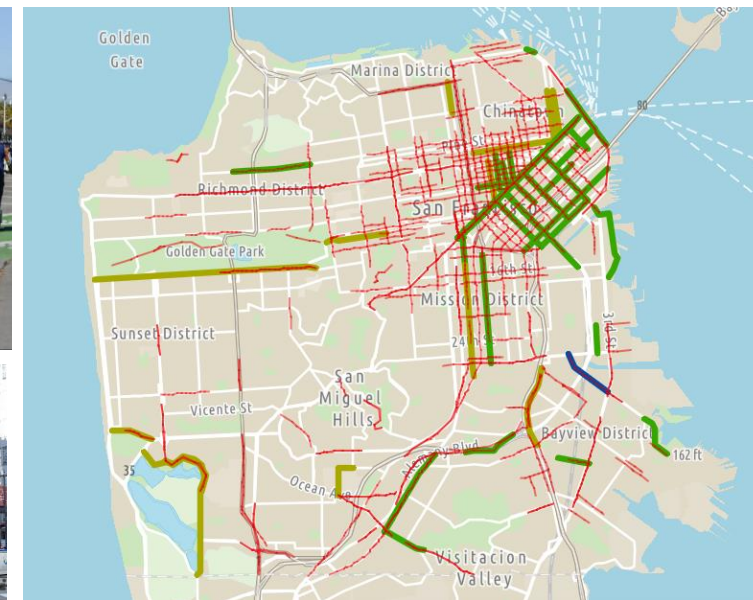 Golden
Gate
Marina District
Chinatown
80
Richmond District
San Francisco
Golden Gate Park
16th St
Mission District
3rd St
Sunset District
24th St
San
Miguel
Hills
Vicente St
Bayview District
Alemany Blvd
162 ft
35
Ocean Ave
Visitacion
Valley